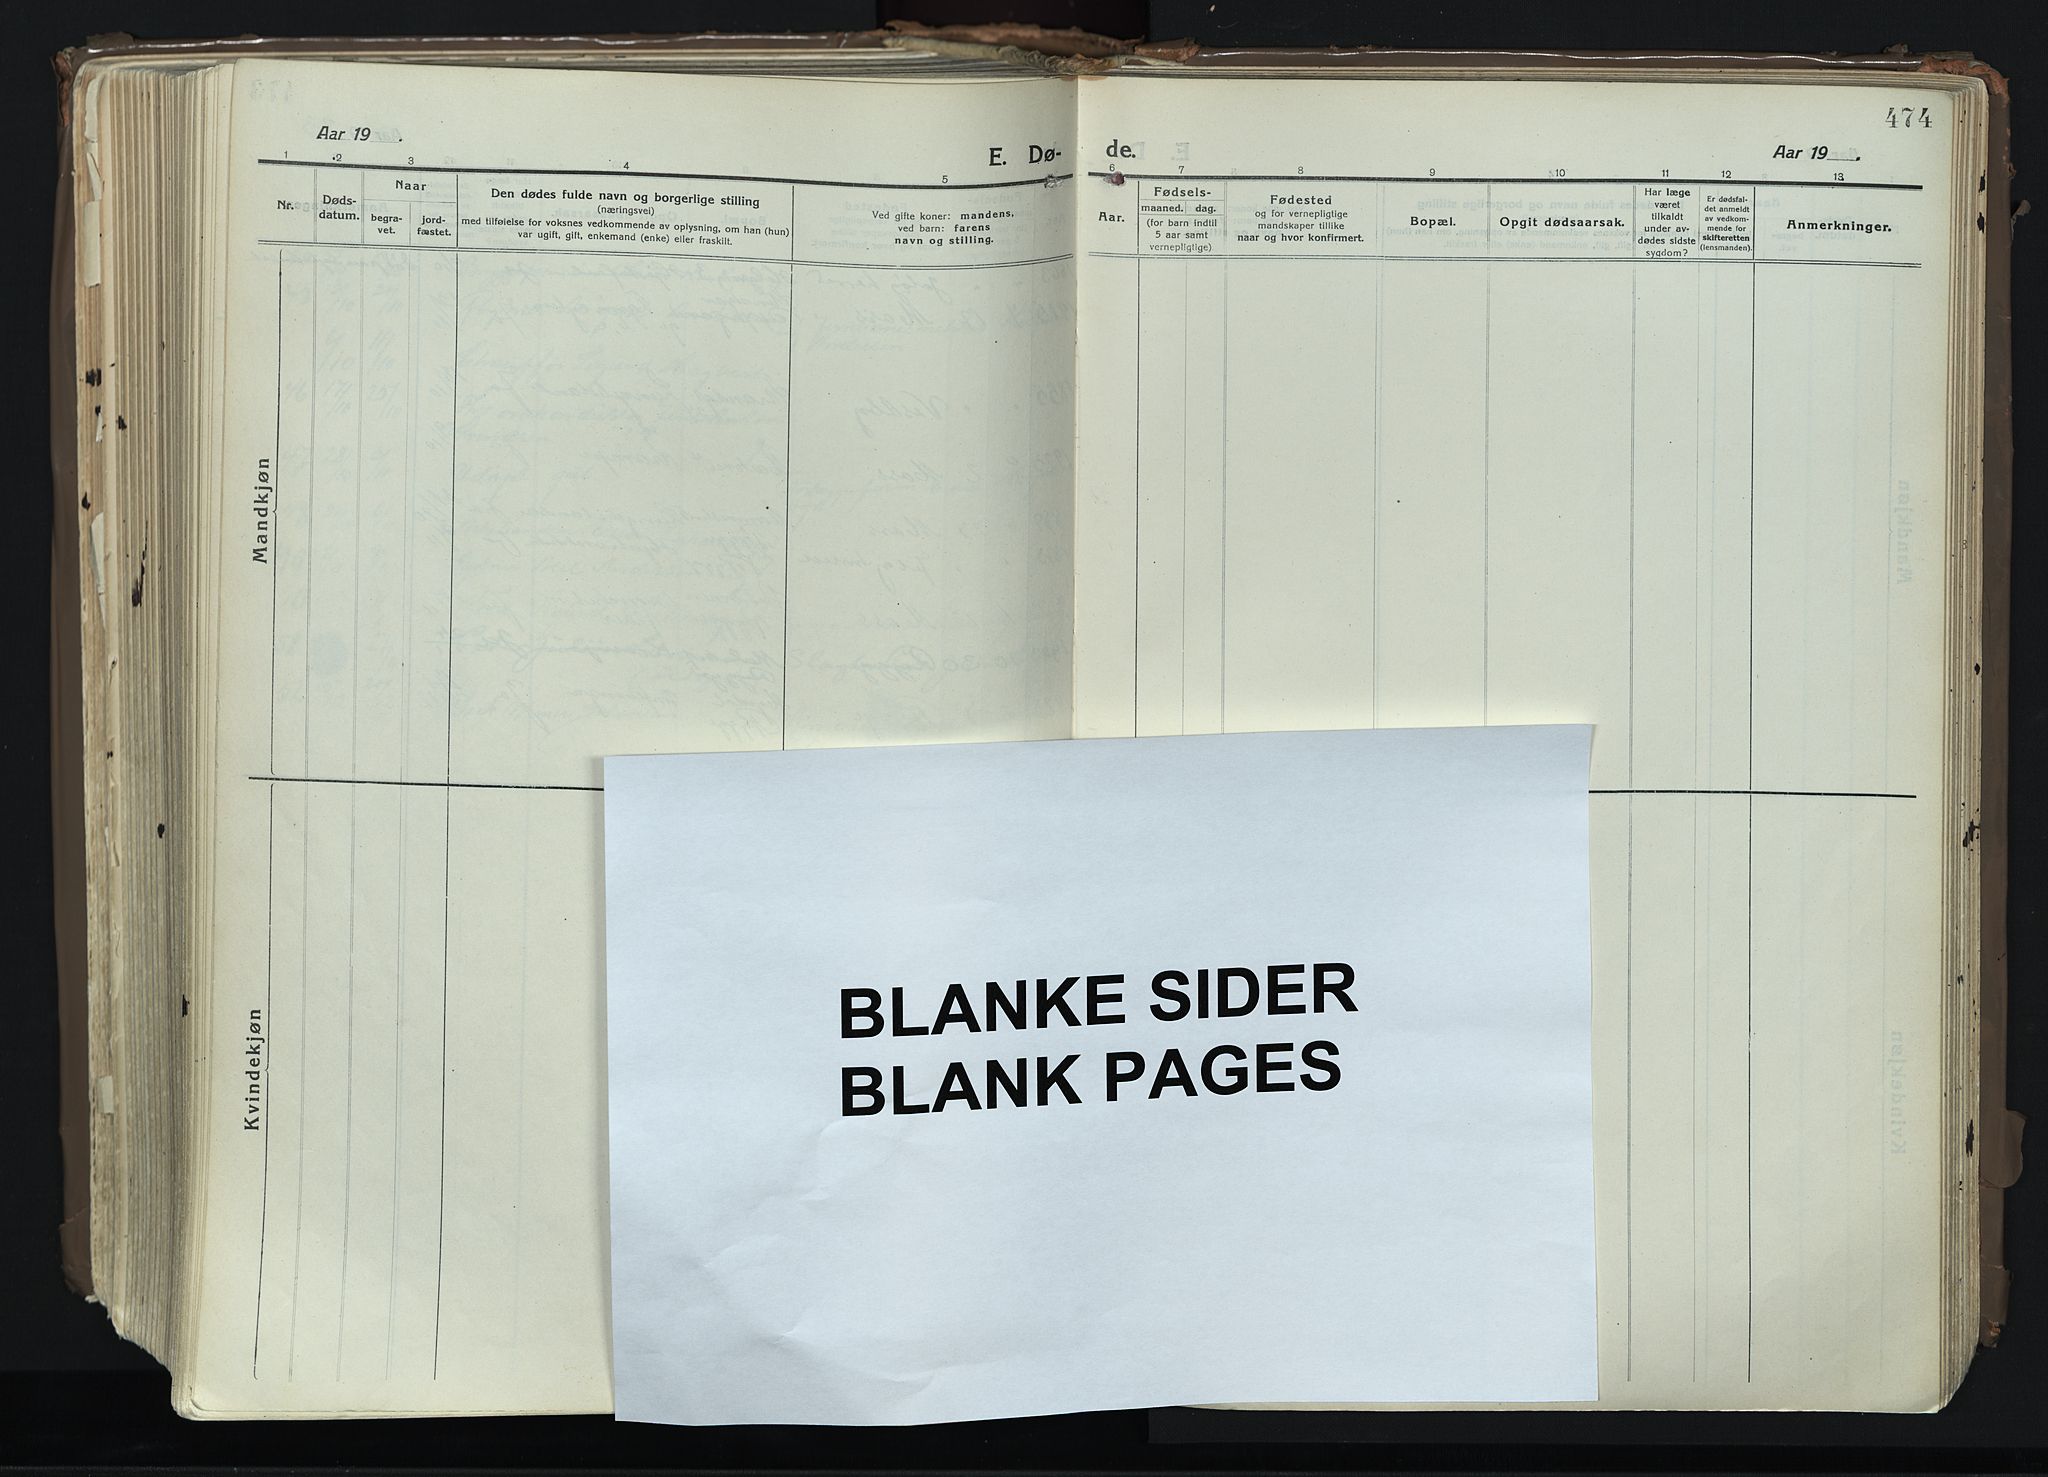 474
Aar 19 .
E. Dø-
de.
Aar 19 .
1 2 3 4 5 6 7 8 9 10 11 12 13
Nr.
Døds-
datum.
Naar
begra-
vet.
jord-
fæstet.
Den dødes fulde navn og borgerlige stilling
(næringsvei)
med tilføielse for voksnes vedkommende av oplysning, om han (hun)
var ugift, gift, enkemand (enke) eller fraskilt.
Ved gifte koner: mandens,
ved barn: farens
navn og stilling.
Aar.
Fødsels-
maaned. dag.
(for barn indtil
5 aar samt
vernepligtige)
Fødested
og for vernepligtige
mandskaper tillike
naar og hvor konfirmert.
Bopæl.
Opgit dødsaarsak.
Har læge
været
tilkaldt
under av-
dødes sidste
sygdom?
Er dødsfal-
det anmeldt
av vedkom-
mende for
skifteretten
(lensmanden).
Anmerkninger.
Mandkjøn
Kvindekjøn
BLANKE SIDER
BLANK PAGES